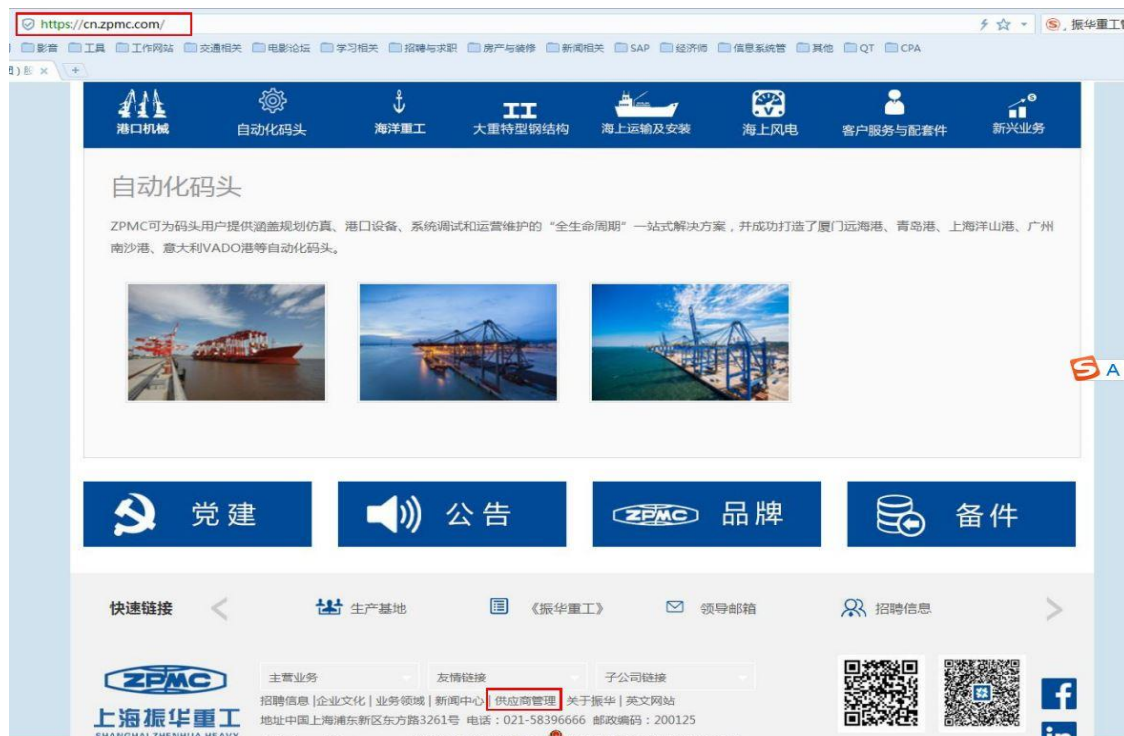 https://cn.zpmc.com/
振华重工
影音 工具 工作网站 交通相关 电影论坛 学习相关 招聘与求职 房产与装修 新闻相关 SAP 经济师 信息系统管 其他 QT CPA
港口机械 自动化码头 海洋重工 大重特型钢结构 海上运输及安装 海上风电 客户服务与配套件 新兴业务
自动化码头
ZPMC可为码头用户提供涵盖规划仿真、港口设备、系统调试和运营维护的“全生命周期”一站式解决方案，并成功打造了厦门远海港、青岛港、上海洋山港、广州
南沙港、意大利VADO港等自动化码头。
A
党建 公告 ZPMC 品牌 备件
快速链接 生产基地 《振华重工》 领导邮箱 招聘信息
ZPMC
主营业务 友情链接 子公司链接
招聘信息 |企业文化 | 业务领域 | 新闻中心 | 供应商管理 | 关于振华 | 英文网站
上海振华重工
地址中国上海浦东新区东方路3261号 电话：021-58396666 邮政编码：200125
SHANGHAI ZHENHUA HEAVY
f
in